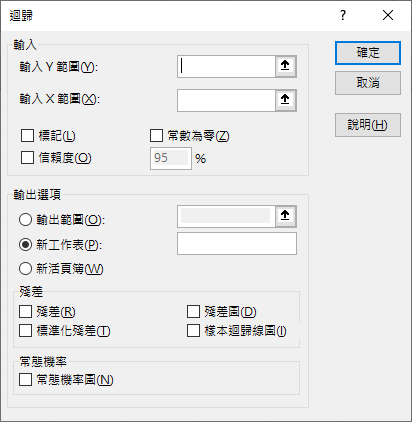 迴歸
?
輸入
輸入 Y 範圍(Y):
輸入 X 範圍(X):
標記(L)
常數為零(Z)
信賴度(O)
95 %
確定
取消
說明(H)
輸出選項
輸出範圍(O):
新工作表(P):
新活頁簿(W)
殘差
殘差(R)
殘差圖(D)
標準化殘差(T)
樣本迴歸線圖(I)
常態機率
常態機率圖(N)